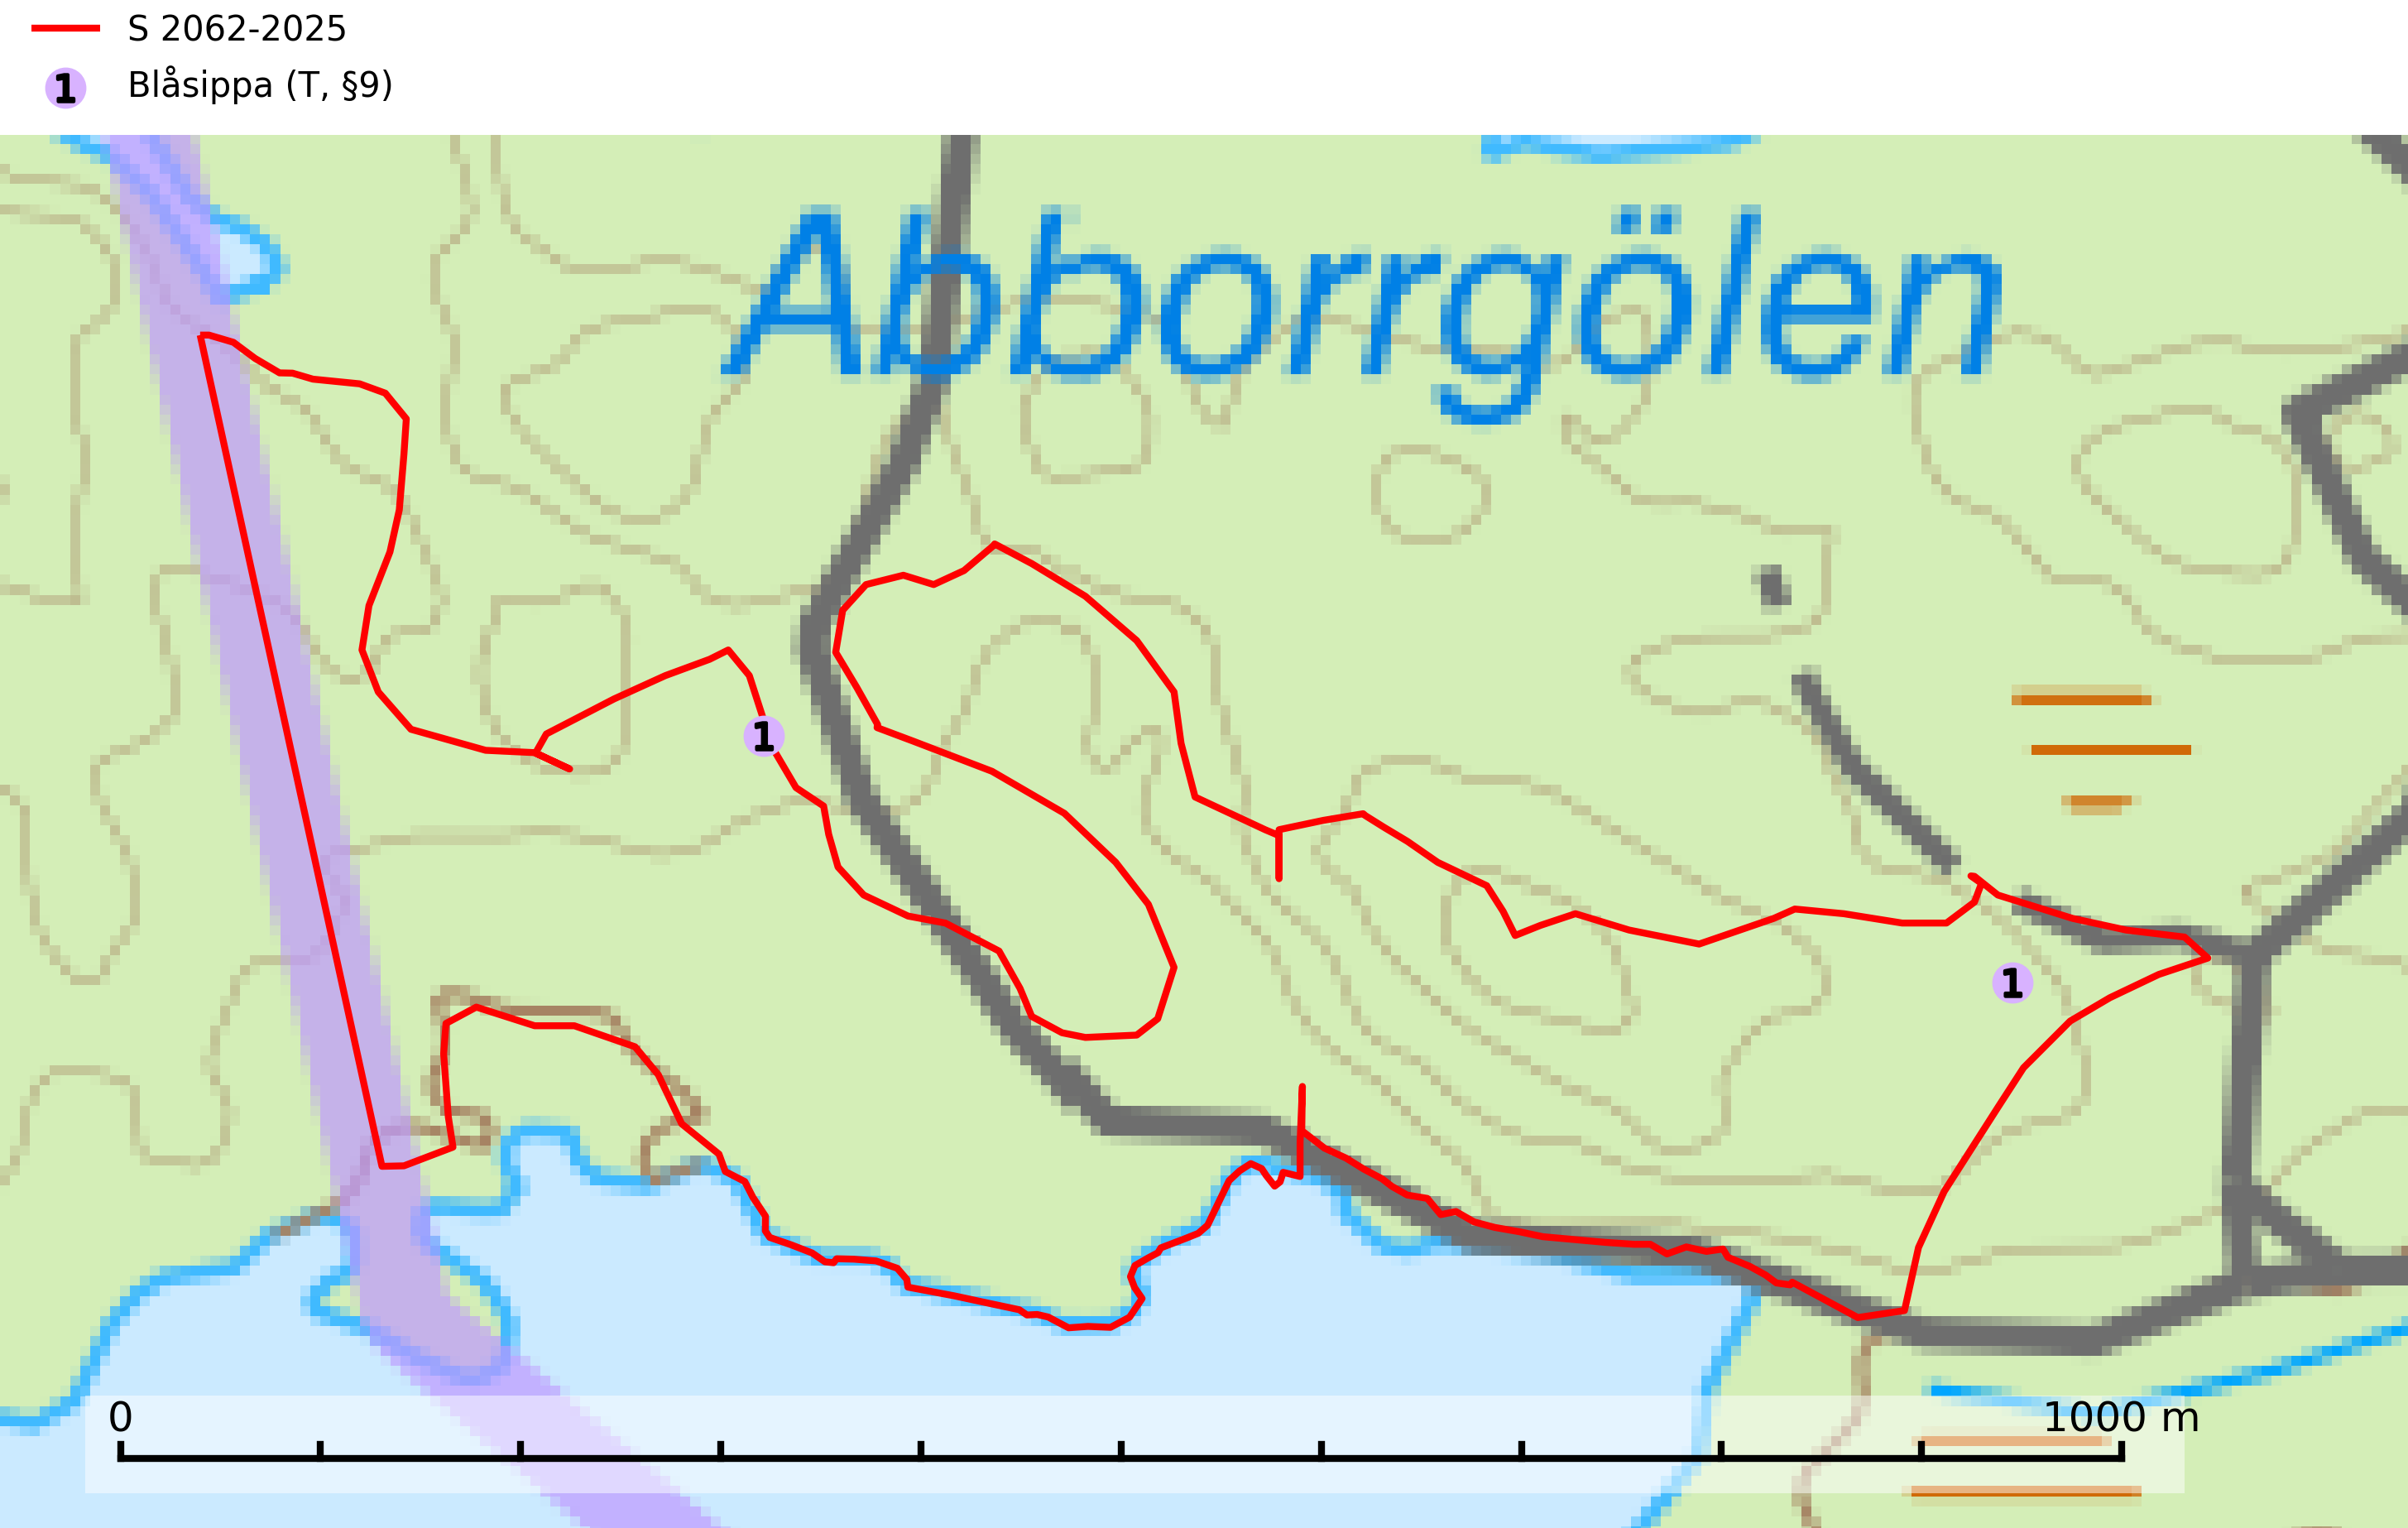 S 2062-2025
1 Blåsippa (T, §9)
Abborrgölen
1
1
0 1000 m